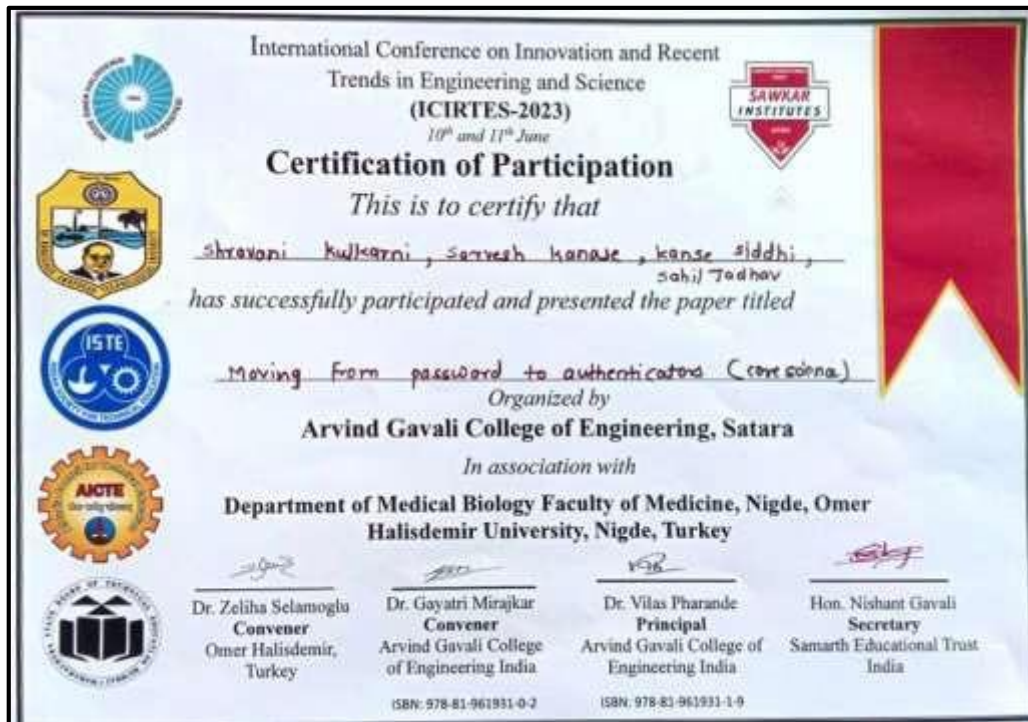 International Conference on Innovation and Recent
Trends in Engineering and Science
(ICIRTES-2023)
10th and 11th June
SAWKAR
INSTITUTES
Certification of Participation
This is to certify that
shravani kulkarni, sarvesh kanase, kanse siddhi,
sahil Jadhav
has successfully participated and presented the paper titled
ISTE
Moving from password to authenticators
Organized by
Arvind Gavali College of Engineering, Satara
In association with
AICTE
Department of Medical Biology Faculty of Medicine, Nigde, Omer
Halisdemir University, Nigde, Turkey
Dr. Zeliha Selamoglu
Convener
Omer Halisdemir,
Turkey
Dr. Gayatri Mirajkar
Convener
Arvind Gavali College
of Engineering India
Dr. Vilas Pharande
Principal
Arvind Gavali College of
Engineering India
Hon. Nishant Gavali
Secretary
Samarth Educational Trust
India
ISBN: 978-81-961931-0-2
ISBN: 978-81-961931-1-9